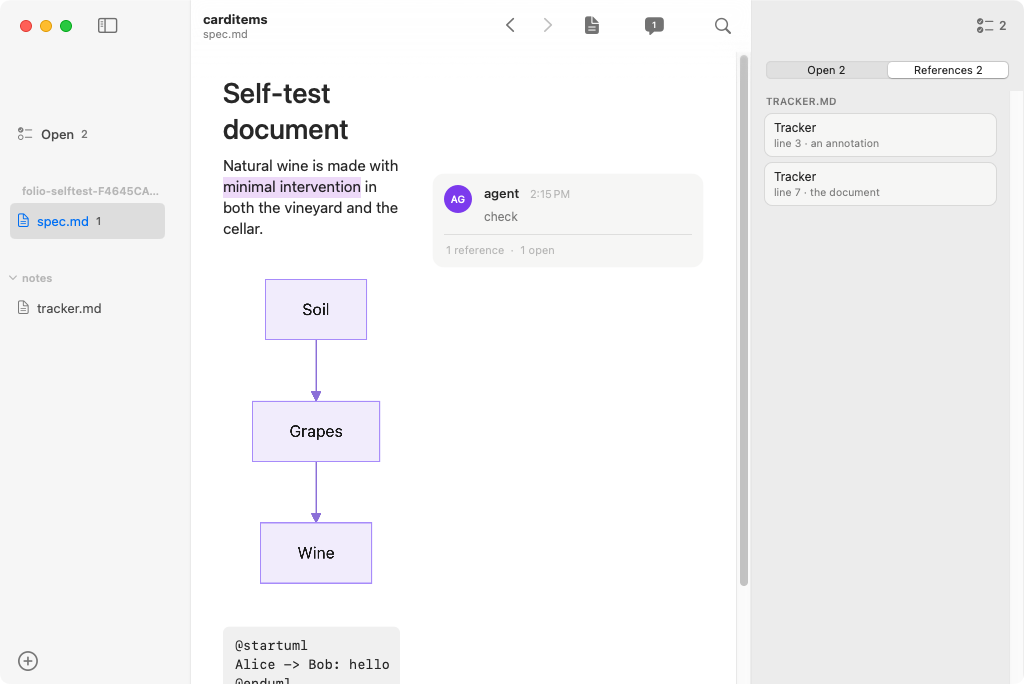 Open 2
folio-selftest-F4645CA...
spec.md 1
notes
tracker.md
carditems
spec.md
1
Self-test
document
Natural wine is made with
minimal intervention in
both the vineyard and the
cellar.
AG agent 2:15 PM
check
1 reference · 1 open
Soil
Grapes
Wine
@startuml
Alice -> Bob: hello
@enduml
2
Open 2 References 2
TRACKER.MD
Tracker
line 3 · an annotation
Tracker
line 7 · the document